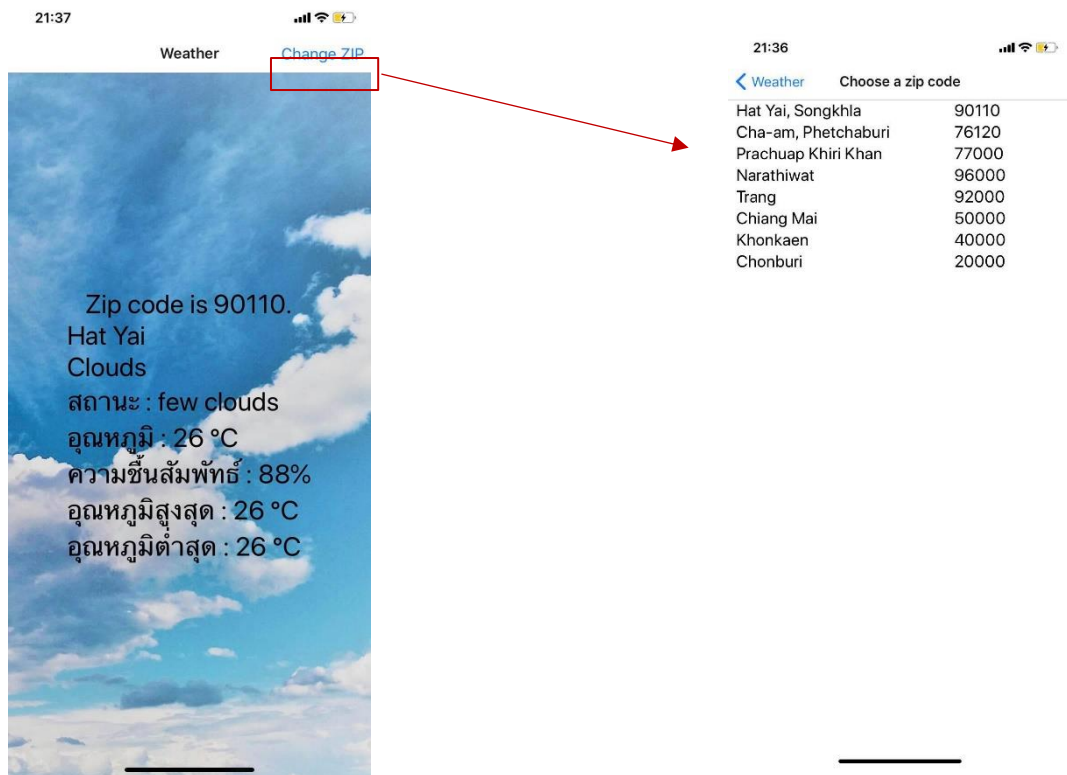 21:37
Weather
Change ZIP
Zip code is 90110.
Hat Yai
Clouds
สถานะ : few clouds
อุณหภูมิ : 26 °C
ความชื้นสัมพัทธ์ : 88%
อุณหภูมิสูงสุด : 26 °C
อุณหภูมิต่ำสุด : 26 °C
21:36
Weather
Choose a zip code
Hat Yai, Songkhla 90110
Cha-am, Phetchaburi 76120
Prachuap Khiri Khan 77000
Narathiwat 96000
Trang 92000
Chiang Mai 50000
Khonkaen 40000
Chonburi 20000